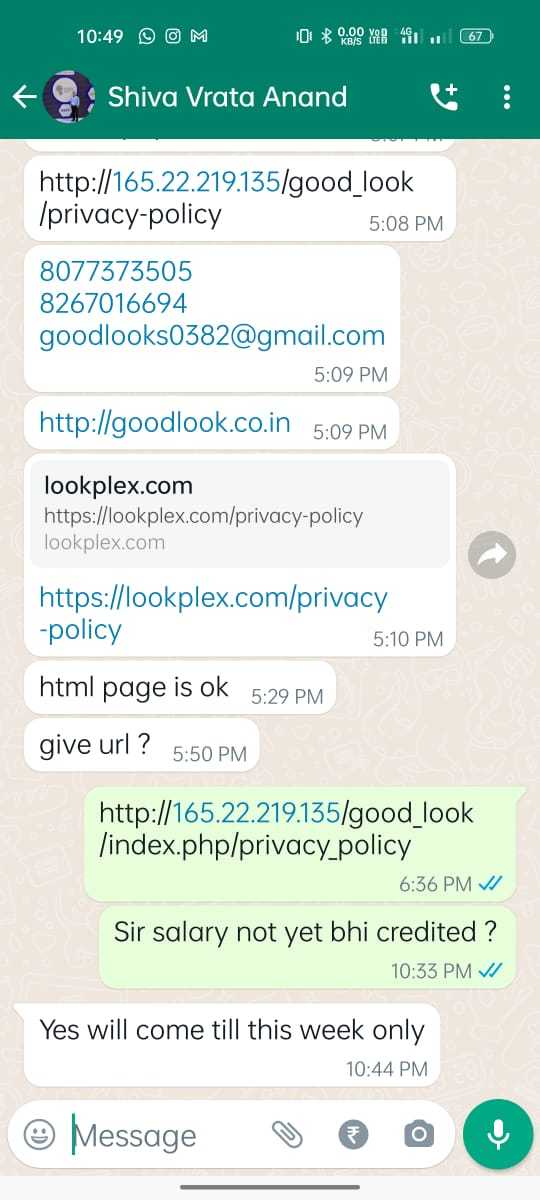 10:49
0.00 KB/S
4G
67
Shiva Vrata Anand
http://165.22.219.135/good_look
/privacy-policy
5:08 PM
8077373505
8267016694
goodlooks0382@gmail.com
5:09 PM
http://goodlook.co.in
5:09 PM
lookplex.com
https://lookplex.com/privacy-policy
lookplex.com
https://lookplex.com/privacy
-policy
5:10 PM
html page is ok
5:29 PM
give url ?
5:50 PM
http://165.22.219.135/good_look
/index.php/privacy_policy
6:36 PM
Sir salary not yet bhi credited ?
10:33 PM
Yes will come till this week only
10:44 PM
Message